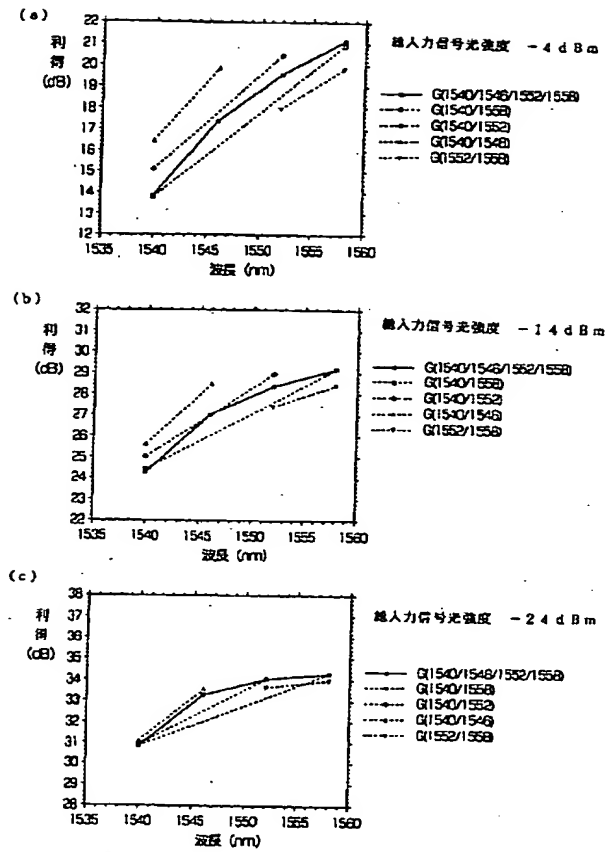 (a)
利
得
(dB)
21
20
19
18
17
16
15
14
13
12
1535 1540 1545 1550 1555 1560
波長 (nm)
総入力信号光強度 -4dBm
G(1540/1546/1552/1558)
G(1540/1558)
G(1540/1552)
G(1540/1546)
G(1552/1558)
(b)
利
得
(dB)
32
31
30
29
28
27
26
25
24
23
22
1535 1540 1545 1550 1555 1560
波長 (nm)
総入力信号光強度 -14dBm
G(1540/1546/1552/1558)
G(1540/1558)
G(1540/1552)
G(1540/1546)
G(1552/1558)
(c)
利
得
(dB)
38
37
36
35
34
33
32
31
30
29
28
1535 1540 1545 1550 1555 1560
波長 (nm)
総入力信号光強度 -24dBm
G(1540/1546/1552/1558)
G(1540/1558)
G(1540/1552)
G(1540/1546)
G(1552/1558)